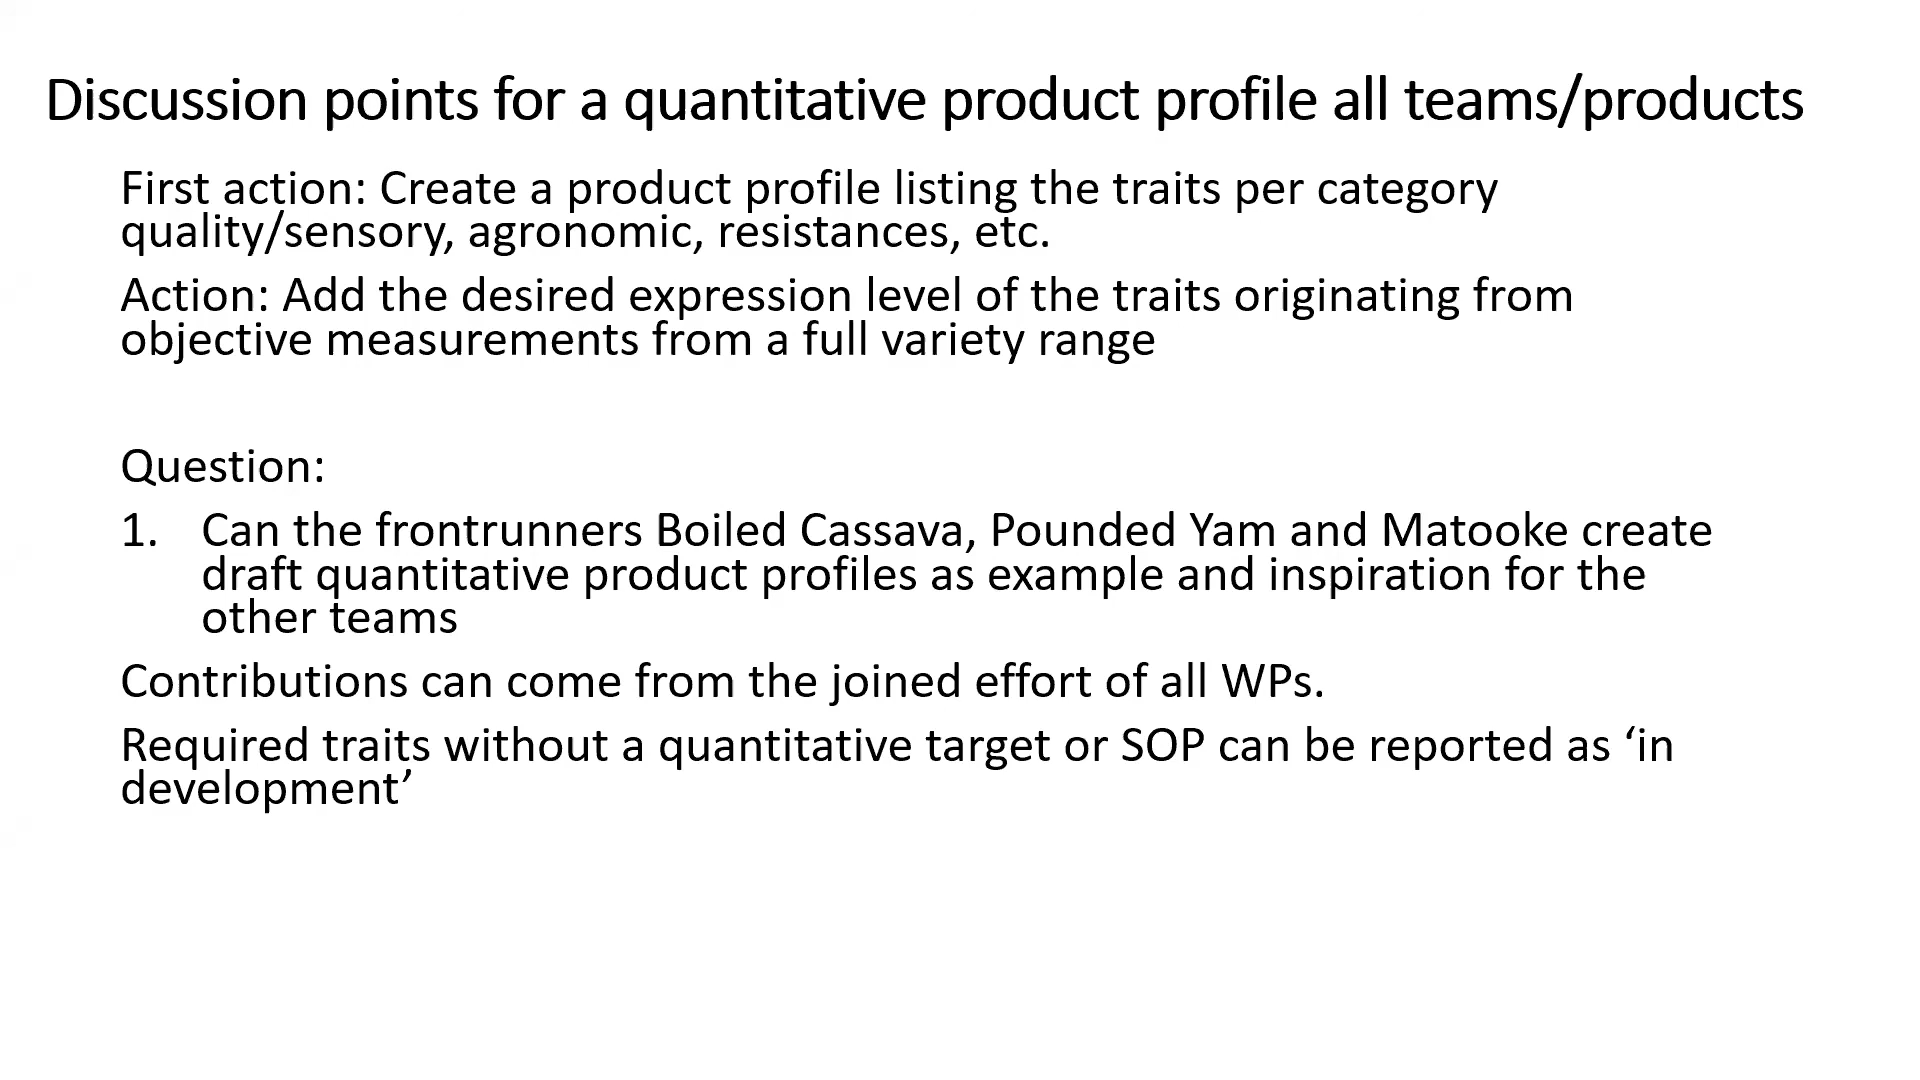 Discussion points for a quantitative product profile all teams/products
First action: Create a product profile listing the traits per category
quality/sensory, agronomic, resistances, etc.
Action: Add the desired expression level of the traits originating from
objective measurements from a full variety range
Question:
1. Can the frontrunners Boiled Cassava, Pounded Yam and Matooke create
draft quantitative product profiles as example and inspiration for the
other teams
Contributions can come from the joined effort of all WPs.
Required traits without a quantitative target or SOP can be reported as ‘in
development’